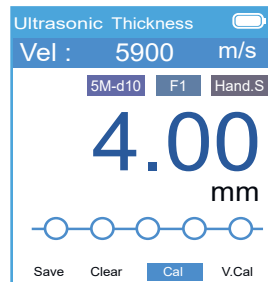 Ultrasonic Thickness
Vel : 5900 m/s
5M-d10 F1 Hand.S
4.00
mm
Save Clear Cal V.Cal